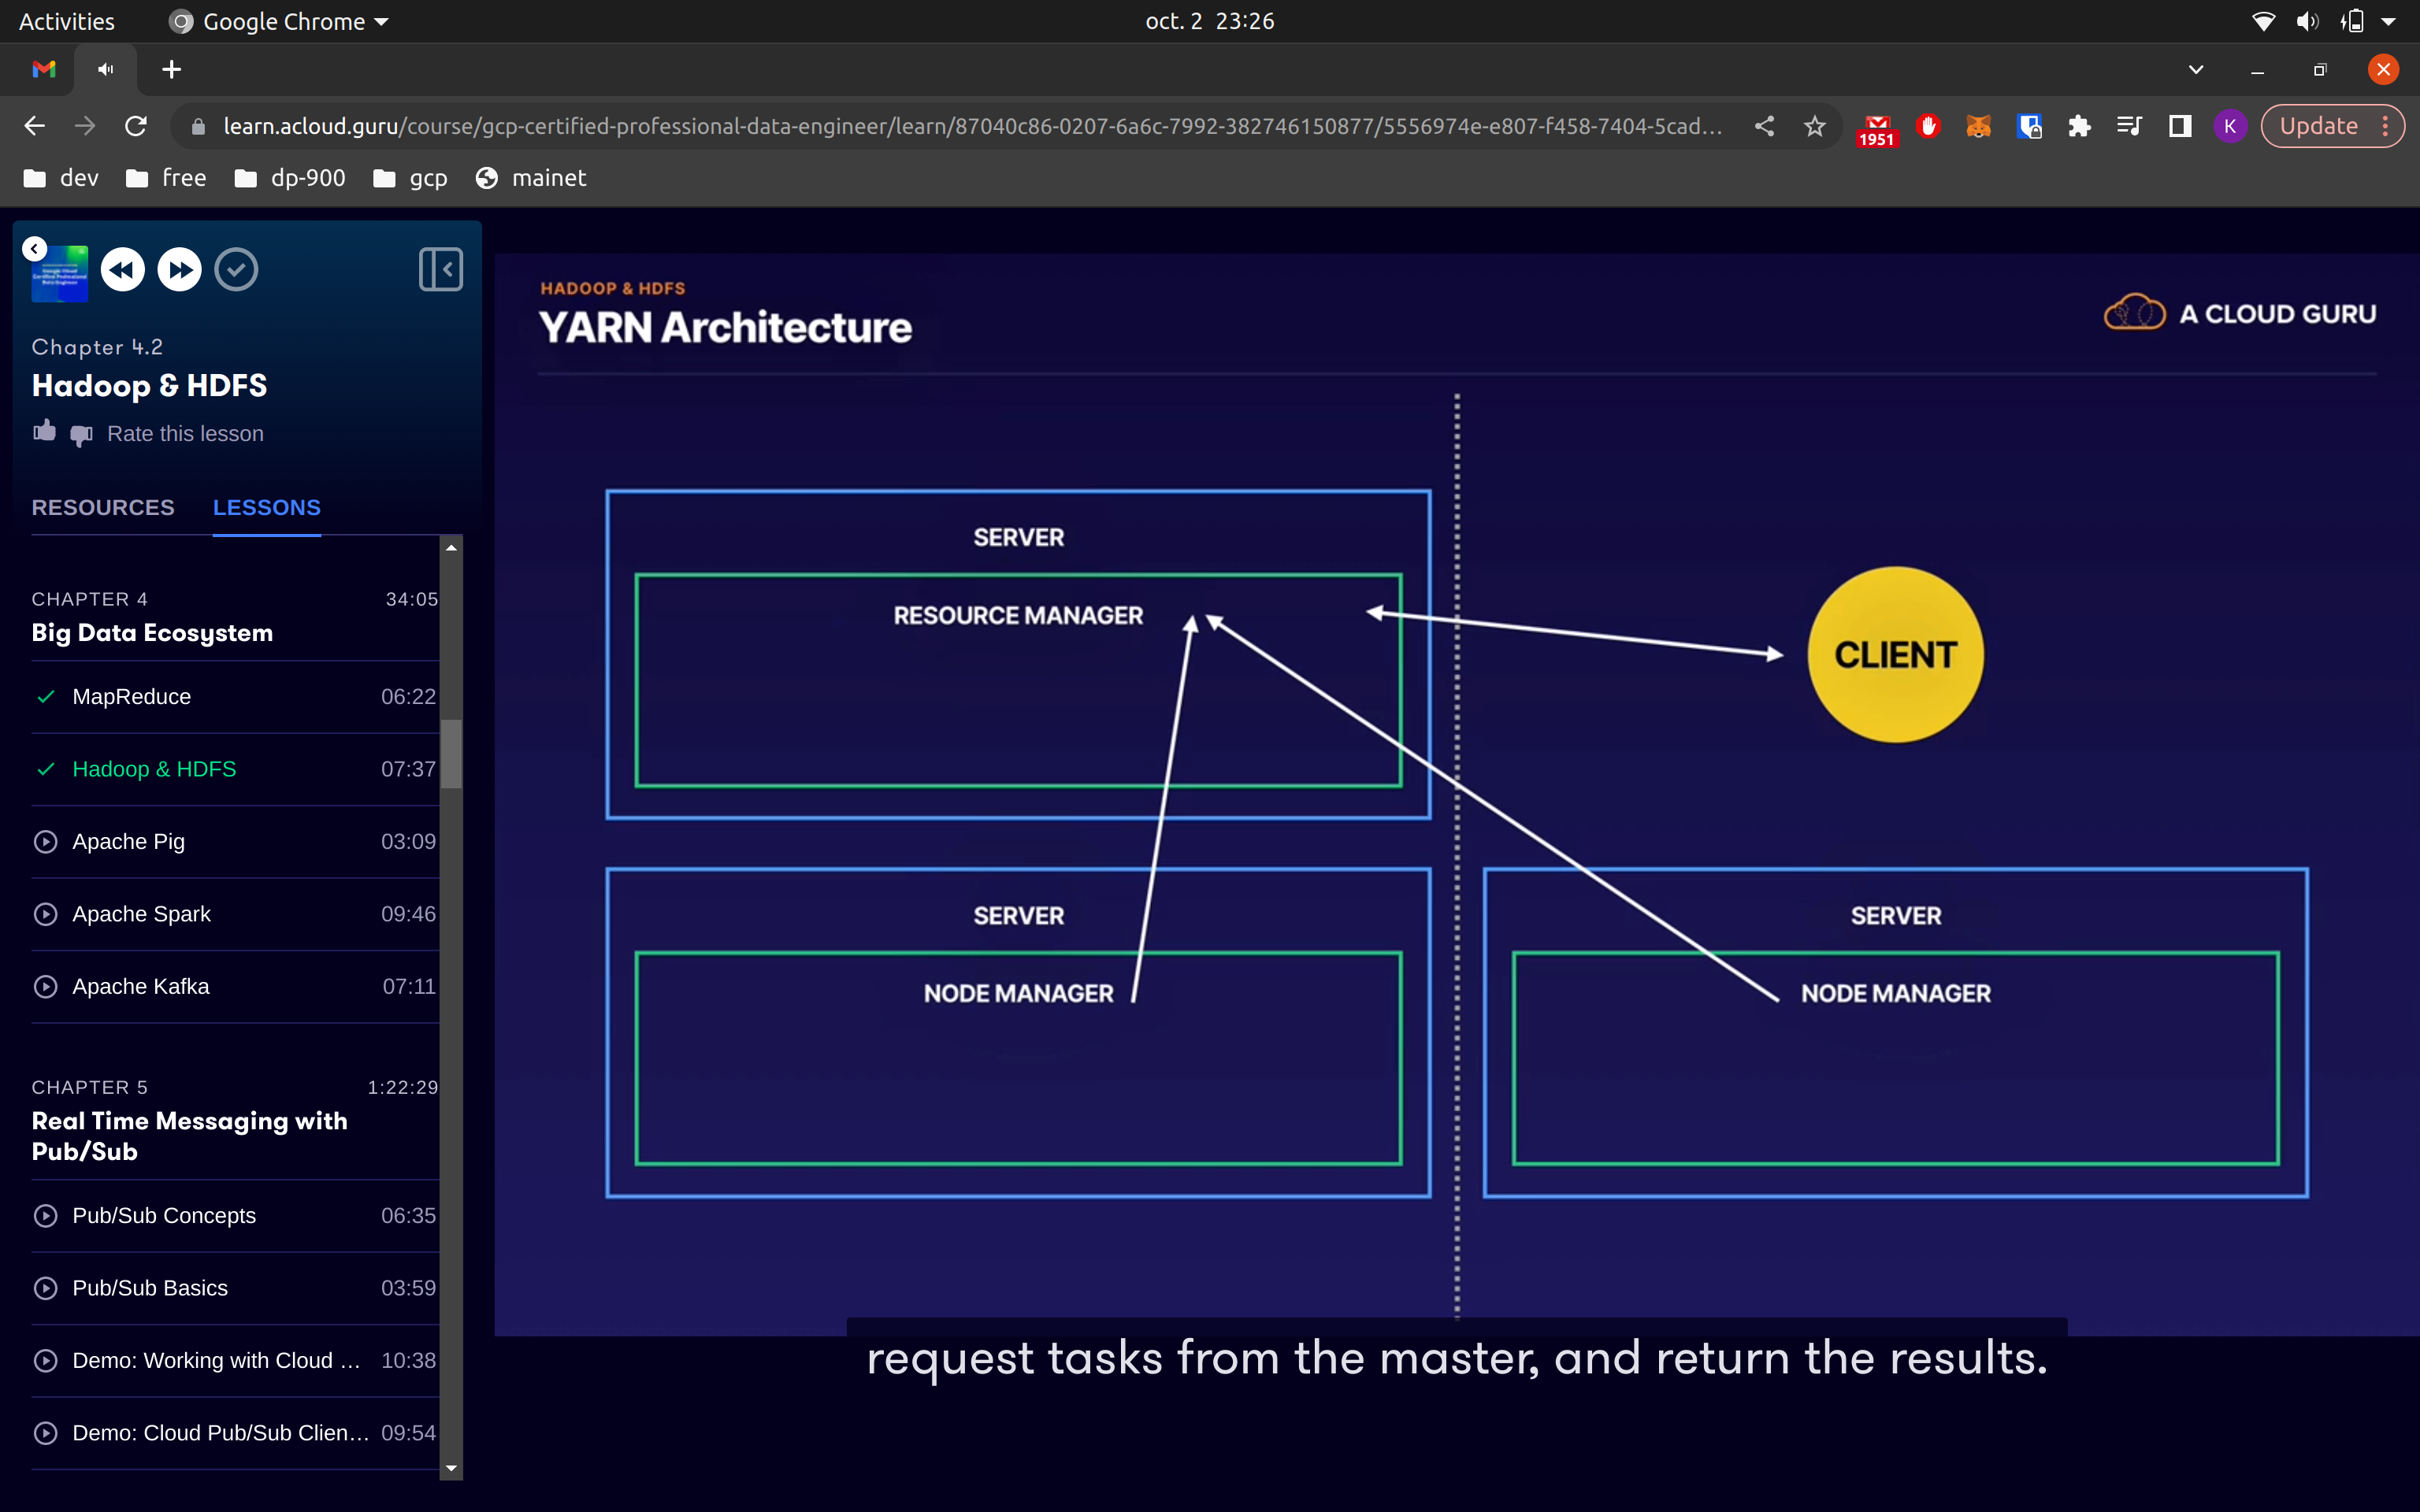 Activities
Google Chrome
oct. 2 23:26
learn.acloud.guru/course/gcp-certified-professional-data-engineer/learn/87040c86-0207-6a6c-7992-382746150877/5556974e-e807-f458-7404-5cad...
1951
K
Update
dev
free
dp-900
gcp
mainet
Chapter 4.2
Hadoop & HDFS
Rate this lesson
RESOURCES
LESSONS
CHAPTER 4 34:05
Big Data Ecosystem
MapReduce 06:22
Hadoop & HDFS 07:37
Apache Pig 03:09
Apache Spark 09:46
Apache Kafka 07:11
CHAPTER 5 1:22:29
Real Time Messaging with
Pub/Sub
Pub/Sub Concepts 06:35
Pub/Sub Basics 03:59
Demo: Working with Cloud ... 10:38
Demo: Cloud Pub/Sub Clien... 09:54
HADOOP & HDFS
YARN Architecture
A CLOUD GURU
SERVER
RESOURCE MANAGER
CLIENT
SERVER
NODE MANAGER
SERVER
NODE MANAGER
request tasks from the master, and return the results.